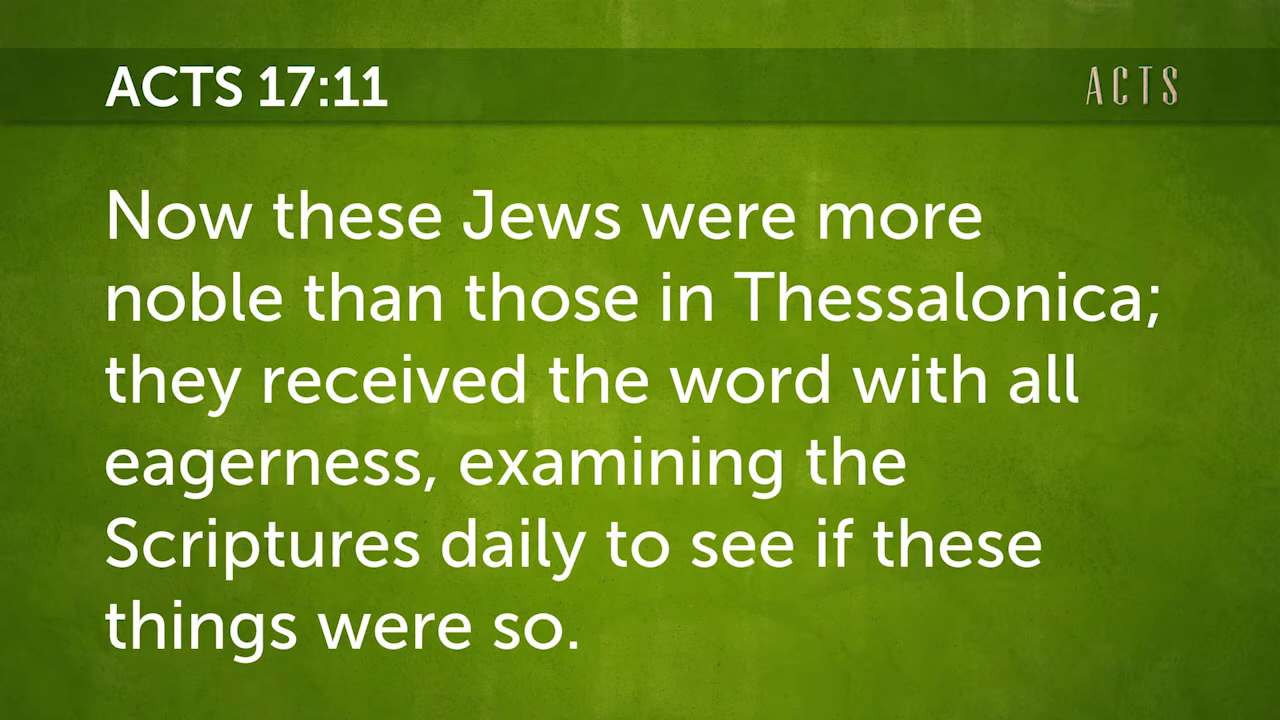 ACTS 17:11
ACTS
Now these Jews were more
noble than those in Thessalonica;
they received the word with all
eagerness, examining the
Scriptures daily to see if these
things were so.